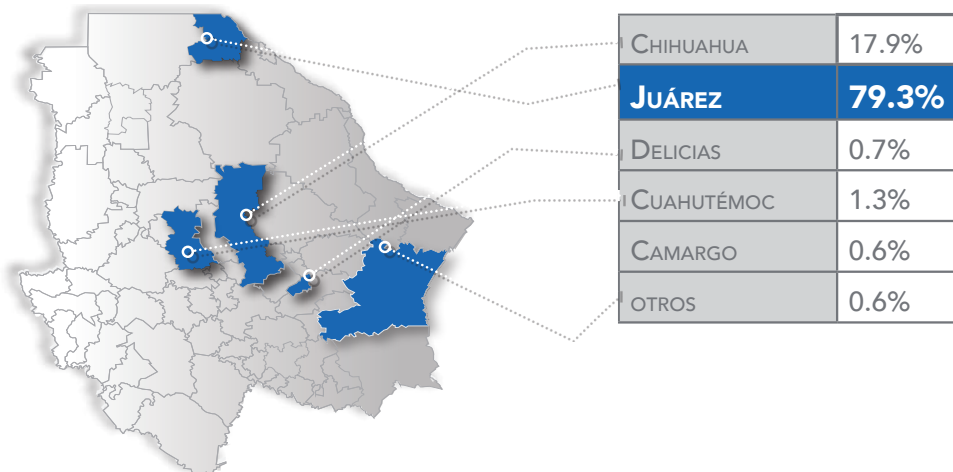 CHIHUAHUA 17.9%
JUÁREZ 79.3%
DELICIAS 0.7%
CUAHUTÉMOC 1.3%
CAMARGO 0.6%
OTROS 0.6%